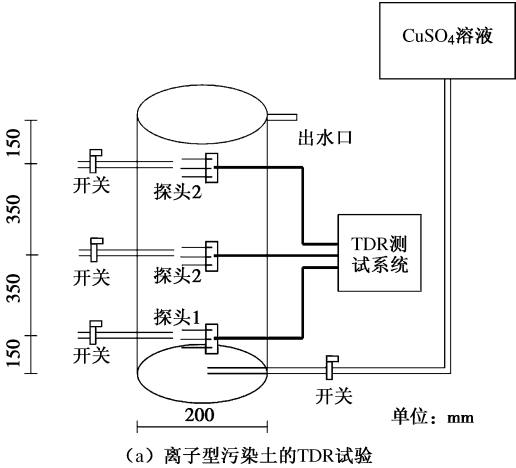 CuSO4溶液
出水口
150
开关
探头2
350
TDR测
试系统
开关
探头2
350
探头1
开关
150
开关
200
单位：mm
（a）离子型污染土的TDR试验